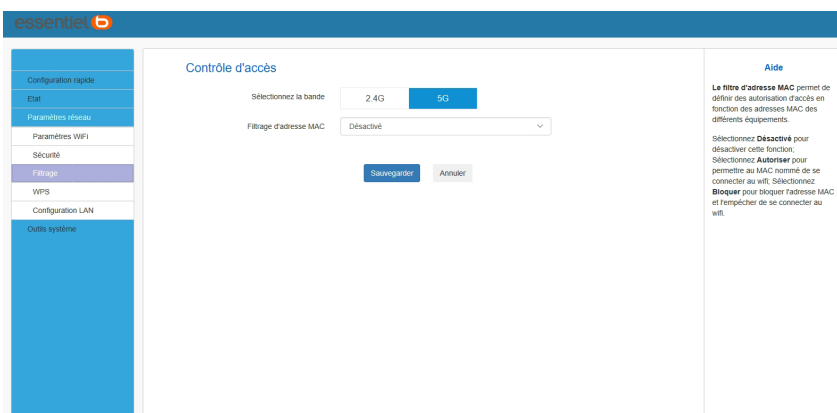 essentiel b
Configuration rapide
Etat
Paramètres réseau
Paramètres WiFi
Sécurité
Filtrage
WPS
Configuration LAN
Outils système
Contrôle d'accès
Sélectionnez la bande
2.4G
5G
Filtrage d'adresse MAC
Désactivé
Sauvegarder
Annuler
Aide
Le filtre d'adresse MAC permet de
définir des autorisation d'accès en
fonction des adresses MAC des
différents équipements.
Sélectionnez Désactivé pour
désactiver cette fonction;
Sélectionnez Autoriser pour
permettre au MAC nommé de se
connecter au wifi; Sélectionnez
Bloquer pour bloquer l'adresse MAC
et l'empêcher de se connecter au
wifi.